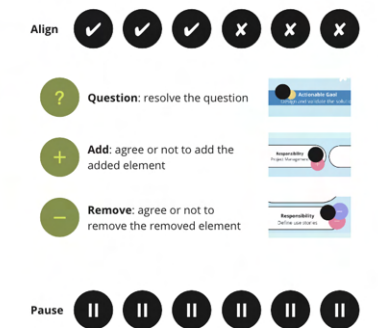 Align
Question: resolve the question
Actionable Goal
Add: agree or not to add the
added element
Responsibility
Project Management
Remove: agree or not to
remove the removed element
Responsibility
Define use stories
Pause